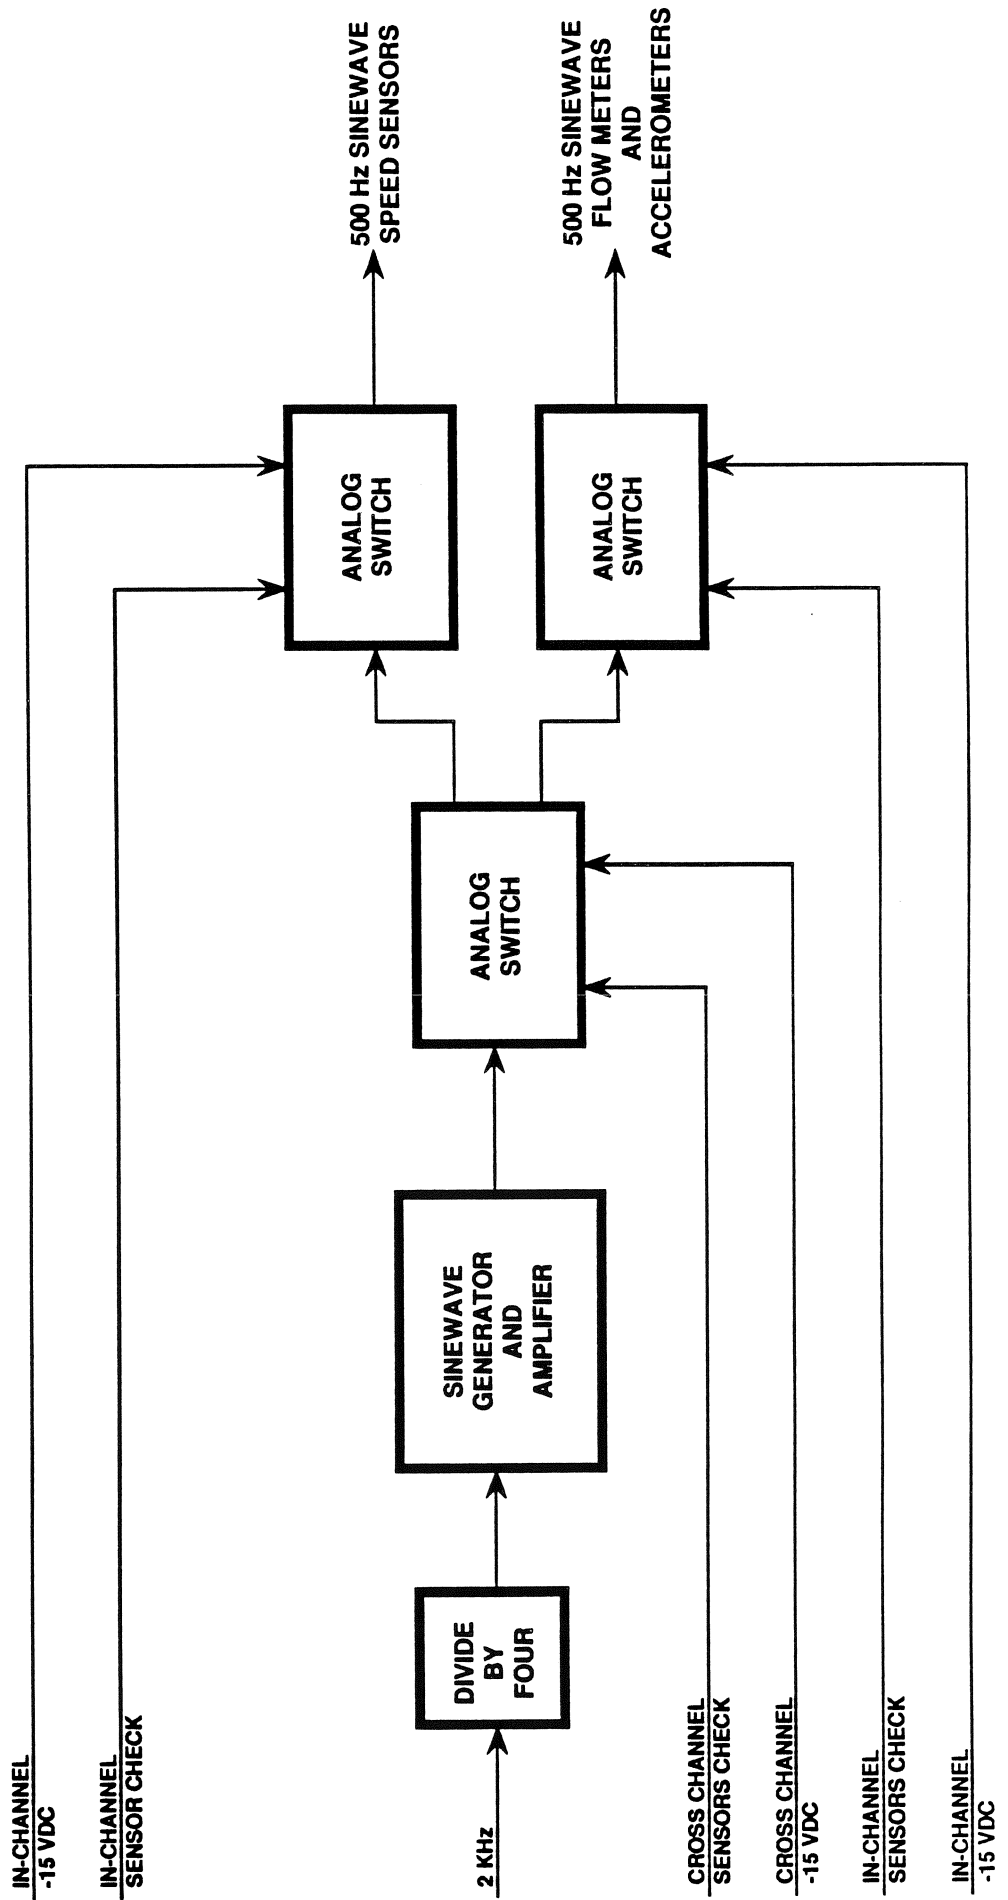 IN-CHANNEL
-15 VDC
IN-CHANNEL
SENSOR CHECK
2 KHz
DIVIDE
BY
FOUR
SINEWAVE
GENERATOR
AND
AMPLIFIER
ANALOG
SWITCH
ANALOG
SWITCH
500 Hz SINEWAVE
SPEED SENSORS
ANALOG
SWITCH
500 Hz SINEWAVE
FLOW METERS
AND
ACCELEROMETERS
CROSS CHANNEL
SENSORS CHECK
CROSS CHANNEL
-15 VDC
IN-CHANNEL
SENSORS CHECK
IN-CHANNEL
-15 VDC